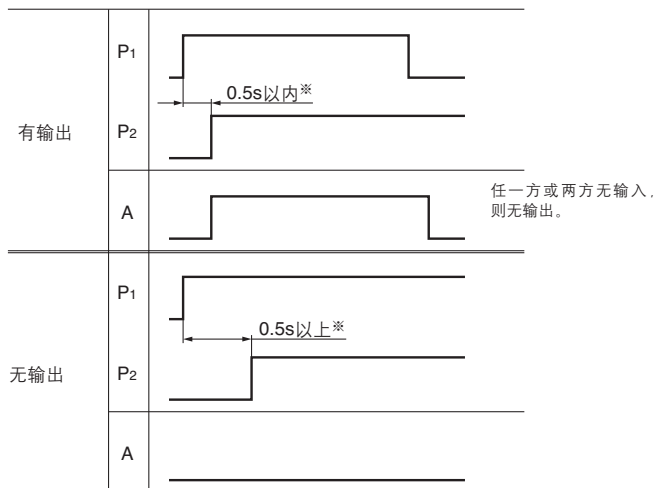 P1
0.5s以内※
有输出
P2
任一方或两方无输入,
则无输出。
A
P1
0.5s以上※
无输出
P2
A